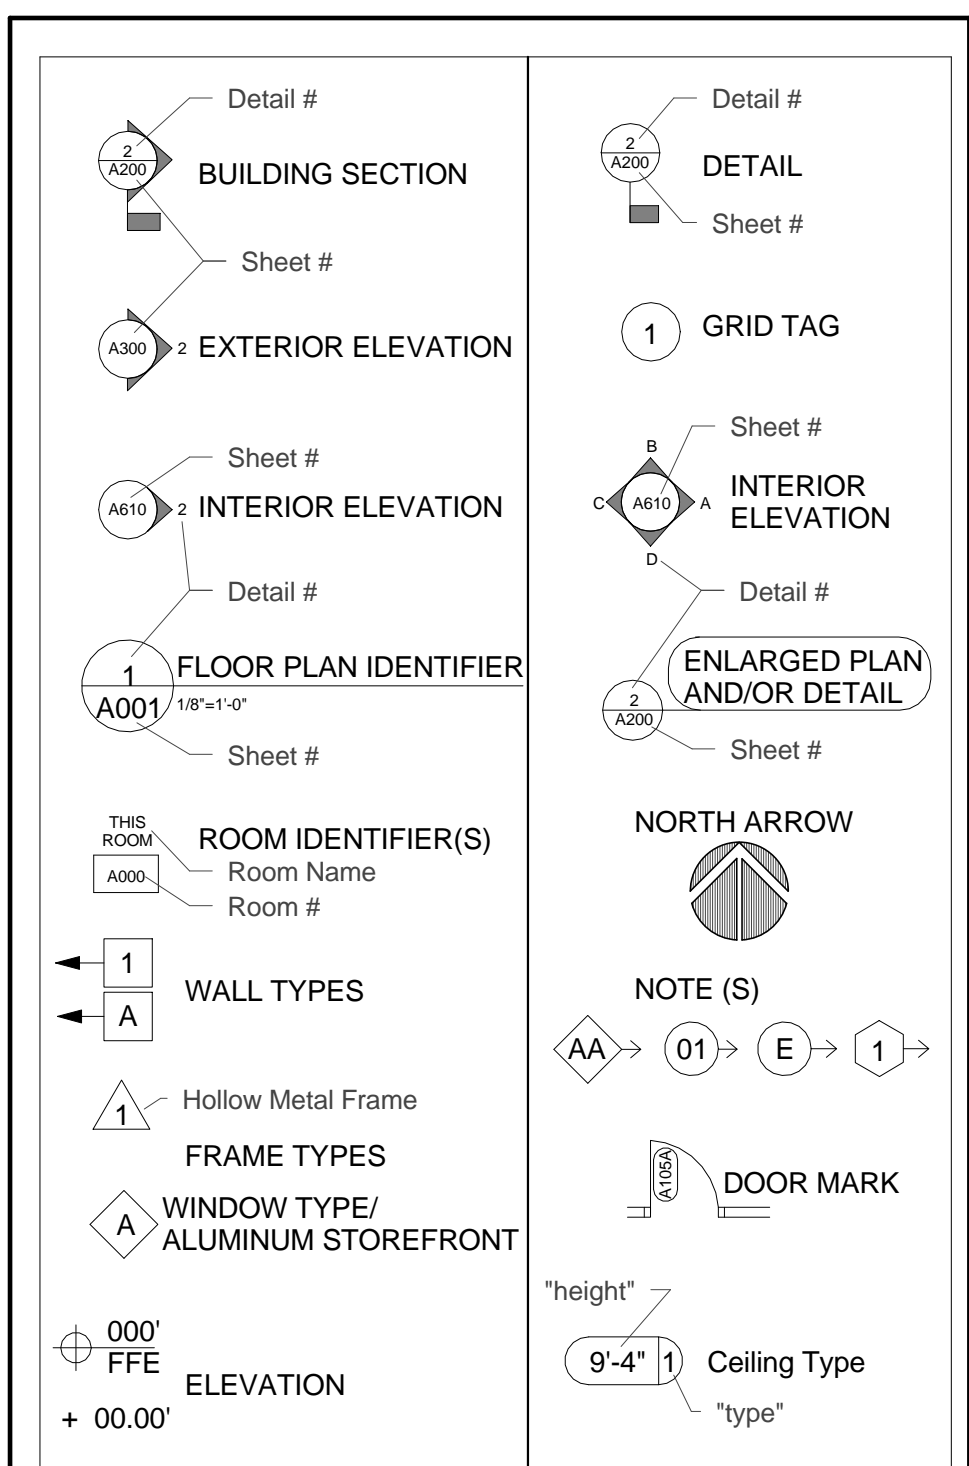 Detail #
2
A200
BUILDING SECTION
Sheet #
A300
2
EXTERIOR ELEVATION
Sheet #
A610
2
INTERIOR ELEVATION
Detail #
1
A001
FLOOR PLAN IDENTIFIER
1/8"=1'-0"
Sheet #
THIS
ROOM
A000
ROOM IDENTIFIER(S)
Room Name
Room #
1
A
WALL TYPES
1
Hollow Metal Frame
FRAME TYPES
A
WINDOW TYPE/
ALUMINUM STOREFRONT
000'
FFE
ELEVATION
+ 00.00'
Detail #
2
A200
DETAIL
Sheet #
1
GRID TAG
Sheet #
B
C
A610
A
D
INTERIOR
ELEVATION
Detail #
ENLARGED PLAN
AND/OR DETAIL
2
A200
Sheet #
NORTH ARROW
NOTE (S)
AA
01
E
1
A105A
DOOR MARK
"height"
9'-4"
1
Ceiling Type
"type"